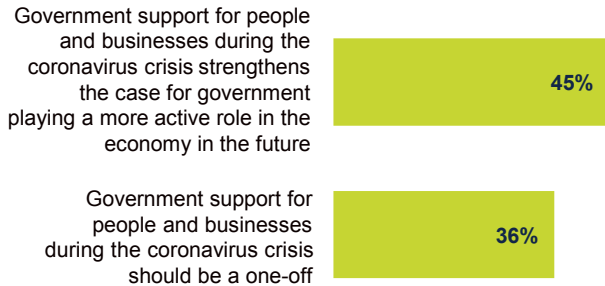 Government support for people
and businesses during the
coronavirus crisis strengthens
the case for government
playing a more active role in the
economy in the future
45%
Government support for
people and businesses
during the coronavirus crisis
should be a one-off
36%